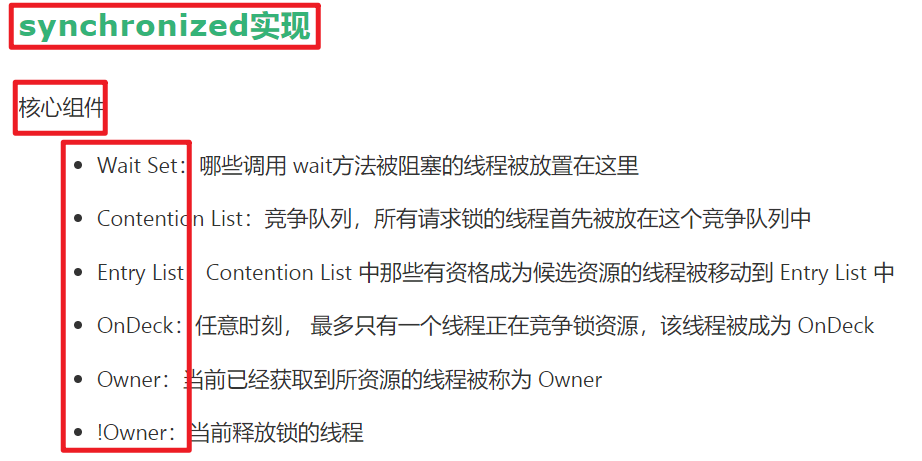 synchronized实现
核心组件
Wait Set：哪些调用 wait方法被阻塞的线程被放置在这里
Contention List：竞争队列，所有请求锁的线程首先被放在这个竞争队列中
Entry List：Contention List 中那些有资格成为候选资源的线程被移动到 Entry List 中
OnDeck：任意时刻， 最多只有一个线程正在竞争锁资源，该线程被成为 OnDeck
Owner：当前已经获取到所资源的线程被称为 Owner
!Owner：当前释放锁的线程